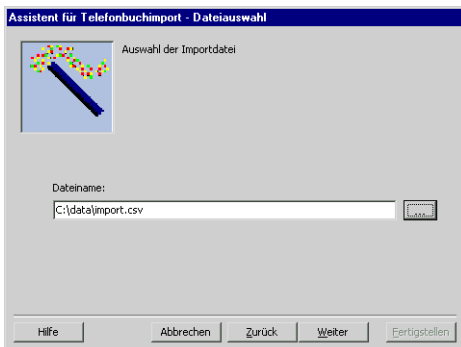 Assistent für Telefonbuchimport - Dateiauswahl
Auswahl der Importdatei
Dateiname:
C:\data\import.csv
...
Hilfe Abbrechen Zurück Weiter Fertigstellen